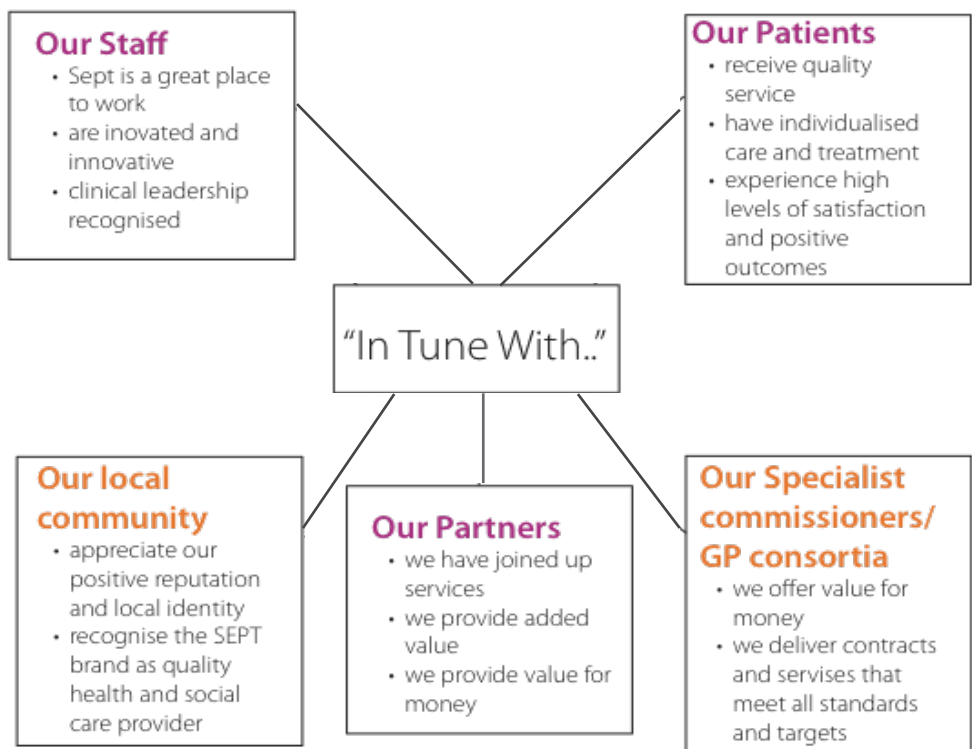 Our Staff
• Sept is a great place
to work
• are inovated and
innovative
• clinical leadership
recognised
Our Patients
• receive quality
service
• have individualised
care and treatment
• experience high
levels of satisfaction
and positive
outcomes
“In Tune With..”
Our local
community
• appreciate our
positive reputation
and local identity
• recognise the SEPT
brand as quality
health and social
care provider
Our Partners
• we have joined up
services
• we provide added
value
• we provide value for
money
Our Specialist
commissioners/
GP consortia
• we offer value for
money
• we deliver contracts
and servises that
meet all standards
and targets